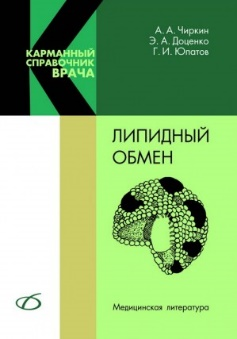 А. А. Чиркин
Э. А. Доценко
Г. И. Юпатов
КАРМАННЫЙ
СПРАВОЧНИК
ВРАЧА
ЛИПИДНЫЙ
ОБМЕН
Медицинская литература